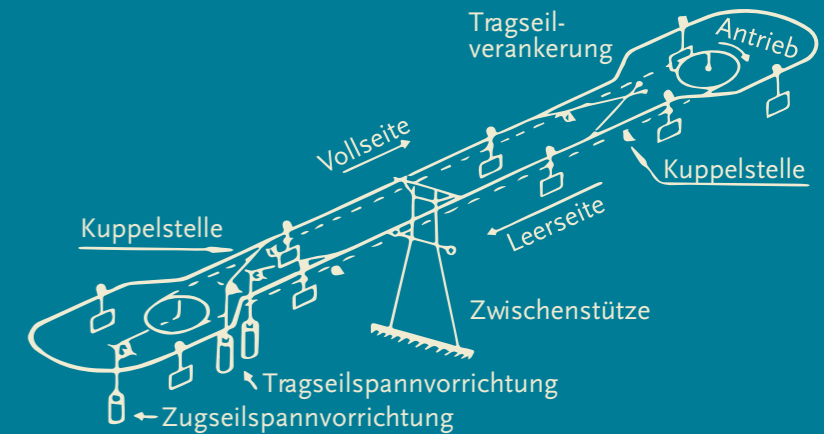 Tragseil-
verankerung
Antrieb
Vollseite
Kuppelstelle
Kuppelstelle
Leerseite
Zwischenstütze
Tragseilspannvorrichtung
Zugseilspannvorrichtung